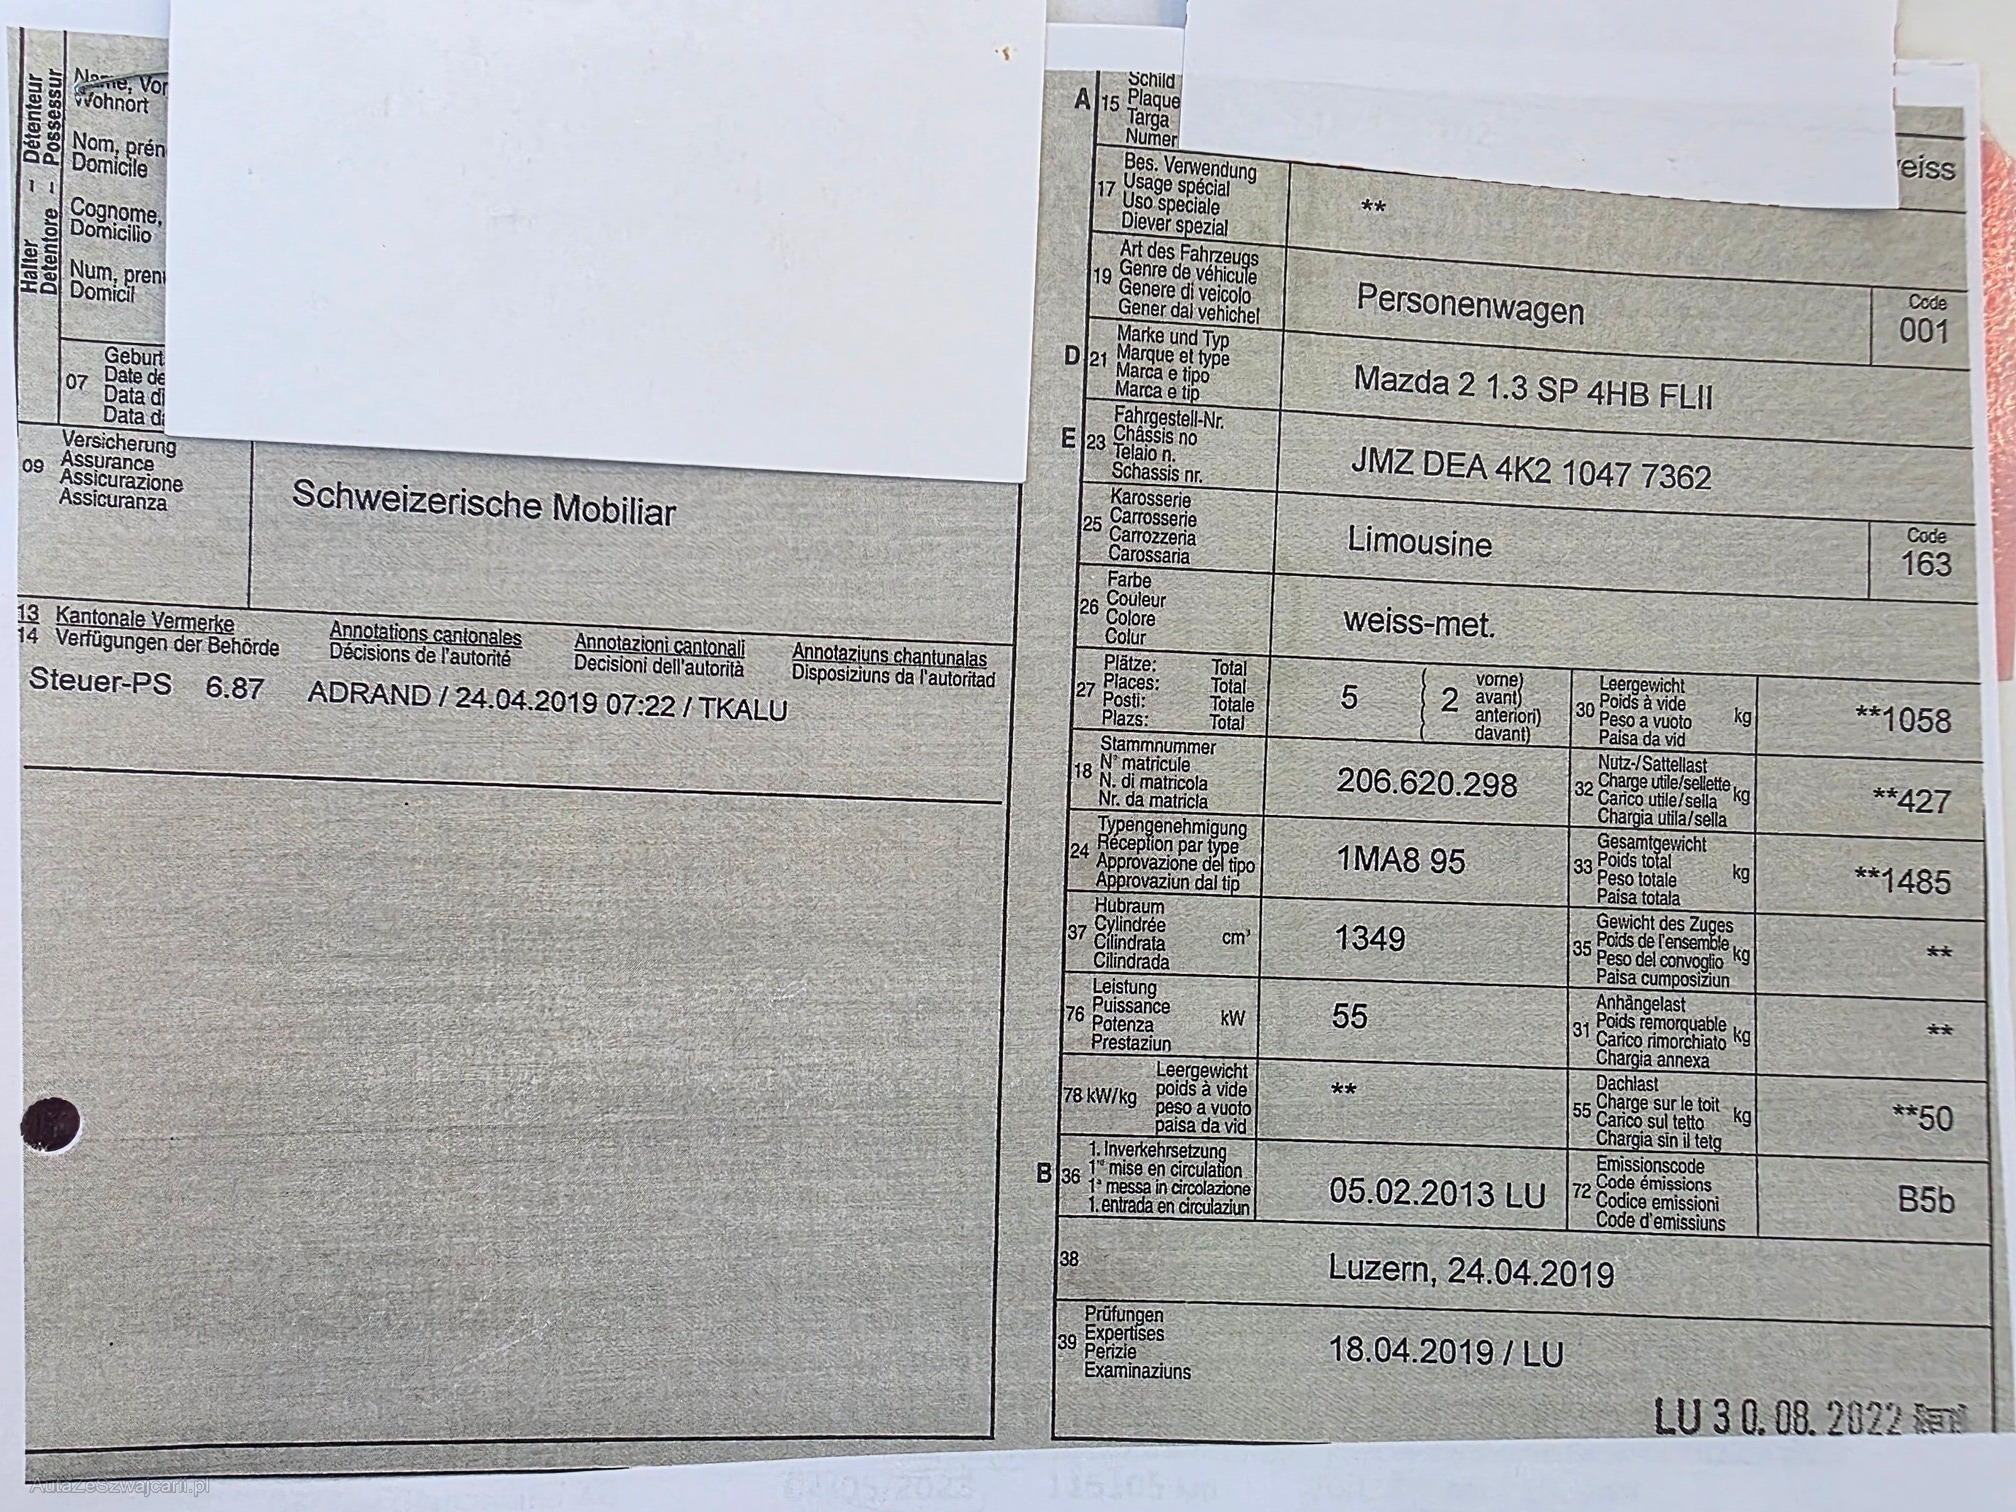 Halter – Détenteur
Detentore – Possessur
Wohnort
Nom, prén
Domicile
Cognome,
Domicilio
Num, pren
Domicil
07
Geburt
Date de
Data di
Data da
09
Versicherung
Assurance
Assicurazione
Assicuranza
Schweizerische Mobiliar
13 Kantonale Vermerke Annotations cantonales Annotazioni cantonali Annotaziuns chantunalas
14 Verfügungen der Behörde Décisions de l'autorité Decisioni dell'autorità Disposiziuns da l'autoritad
Steuer-PS 6.87 ADRAND / 24.04.2019 07:22 / TKALU
A 15
Schild
Plaque
Targa
Numer
eiss
17
Bes. Verwendung
Usage spécial
Uso speciale
Diever spezial
**
19
Art des Fahrzeugs
Genre de véhicule
Genere di veicolo
Gener dal vehichel
Personenwagen
Code
001
D 21
Marke und Typ
Marque et type
Marca e tipo
Marca e tip
Mazda 2 1.3 SP 4HB FLII
E 23
Fahrgestell-Nr.
Châssis no
Telaio n.
Schassis nr.
JMZ DEA 4K2 1047 7362
25
Karosserie
Carrosserie
Carrozzeria
Carossaria
Limousine
Code
163
26
Farbe
Couleur
Colore
Colur
weiss-met.
27
Plätze: Total
Places: Total
Posti: Totale
Plazs: Total
5
2
vorne)
avant)
anteriori)
davant)
30
Leergewicht
Poids à vide
Peso a vuoto
Paisa da vid
kg
**1058
18
Stammnummer
N° matricule
N. di matricola
Nr. da matricla
206.620.298
32
Nutz-/Sattellast
Charge utile/sellette
Carico utile/sella
Chargia utila/sella
kg
**427
24
Typengenehmigung
Réception par type
Approvazione del tipo
Approvaziun dal tip
1MA8 95
33
Gesamtgewicht
Poids total
Peso totale
Paisa totala
kg
**1485
37
Hubraum
Cylindrée
Cilindrata
Cilindrada
cm³
1349
35
Gewicht des Zuges
Poids de l'ensemble
Peso del convoglio
Paisa cumposiziun
kg
**
76
Leistung
Puissance
Potenza
Prestaziun
kW
55
31
Anhängelast
Poids remorquable
Carico rimorchiato
Chargia annexa
kg
**
78 kW/kg
Leergewicht
poids à vide
peso a vuoto
paisa da vid
**
55
Dachlast
Charge sur le toit
Carico sul tetto
Chargia sin il tetg
kg
**50
B 36
1. Inverkehrsetzung
1re mise en circulation
1a messa in circolazione
1. entrada en circulaziun
05.02.2013 LU
72
Emissionscode
Code émissions
Codice emissioni
Code d'emissiuns
B5b
38
Luzern, 24.04.2019
39
Prüfungen
Expertises
Perizie
Examinaziuns
18.04.2019 / LU
LU 30.08.2022
AutazeSzwajcarii.pl